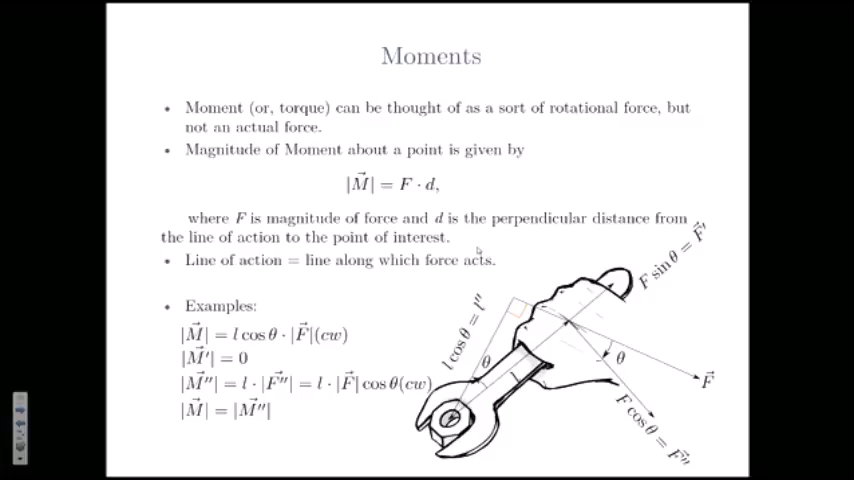 Moments
• Moment (or, torque) can be thought of as a sort of rotational force, but
not an actual force.
• Magnitude of Moment about a point is given by
|M⃗| = F · d,
where F is magnitude of force and d is the perpendicular distance from
the line of action to the point of interest.
• Line of action = line along which force acts.
• Examples:
|M⃗| = l cos θ · |F⃗|(cw)
|M⃗'| = 0
|M⃗''| = l · |F⃗''| = l · |F⃗| cos θ(cw)
|M⃗| = |M⃗''|
F sin θ = F⃗'
l cos θ = l''
θ
θ
F⃗
F cos θ = F⃗''